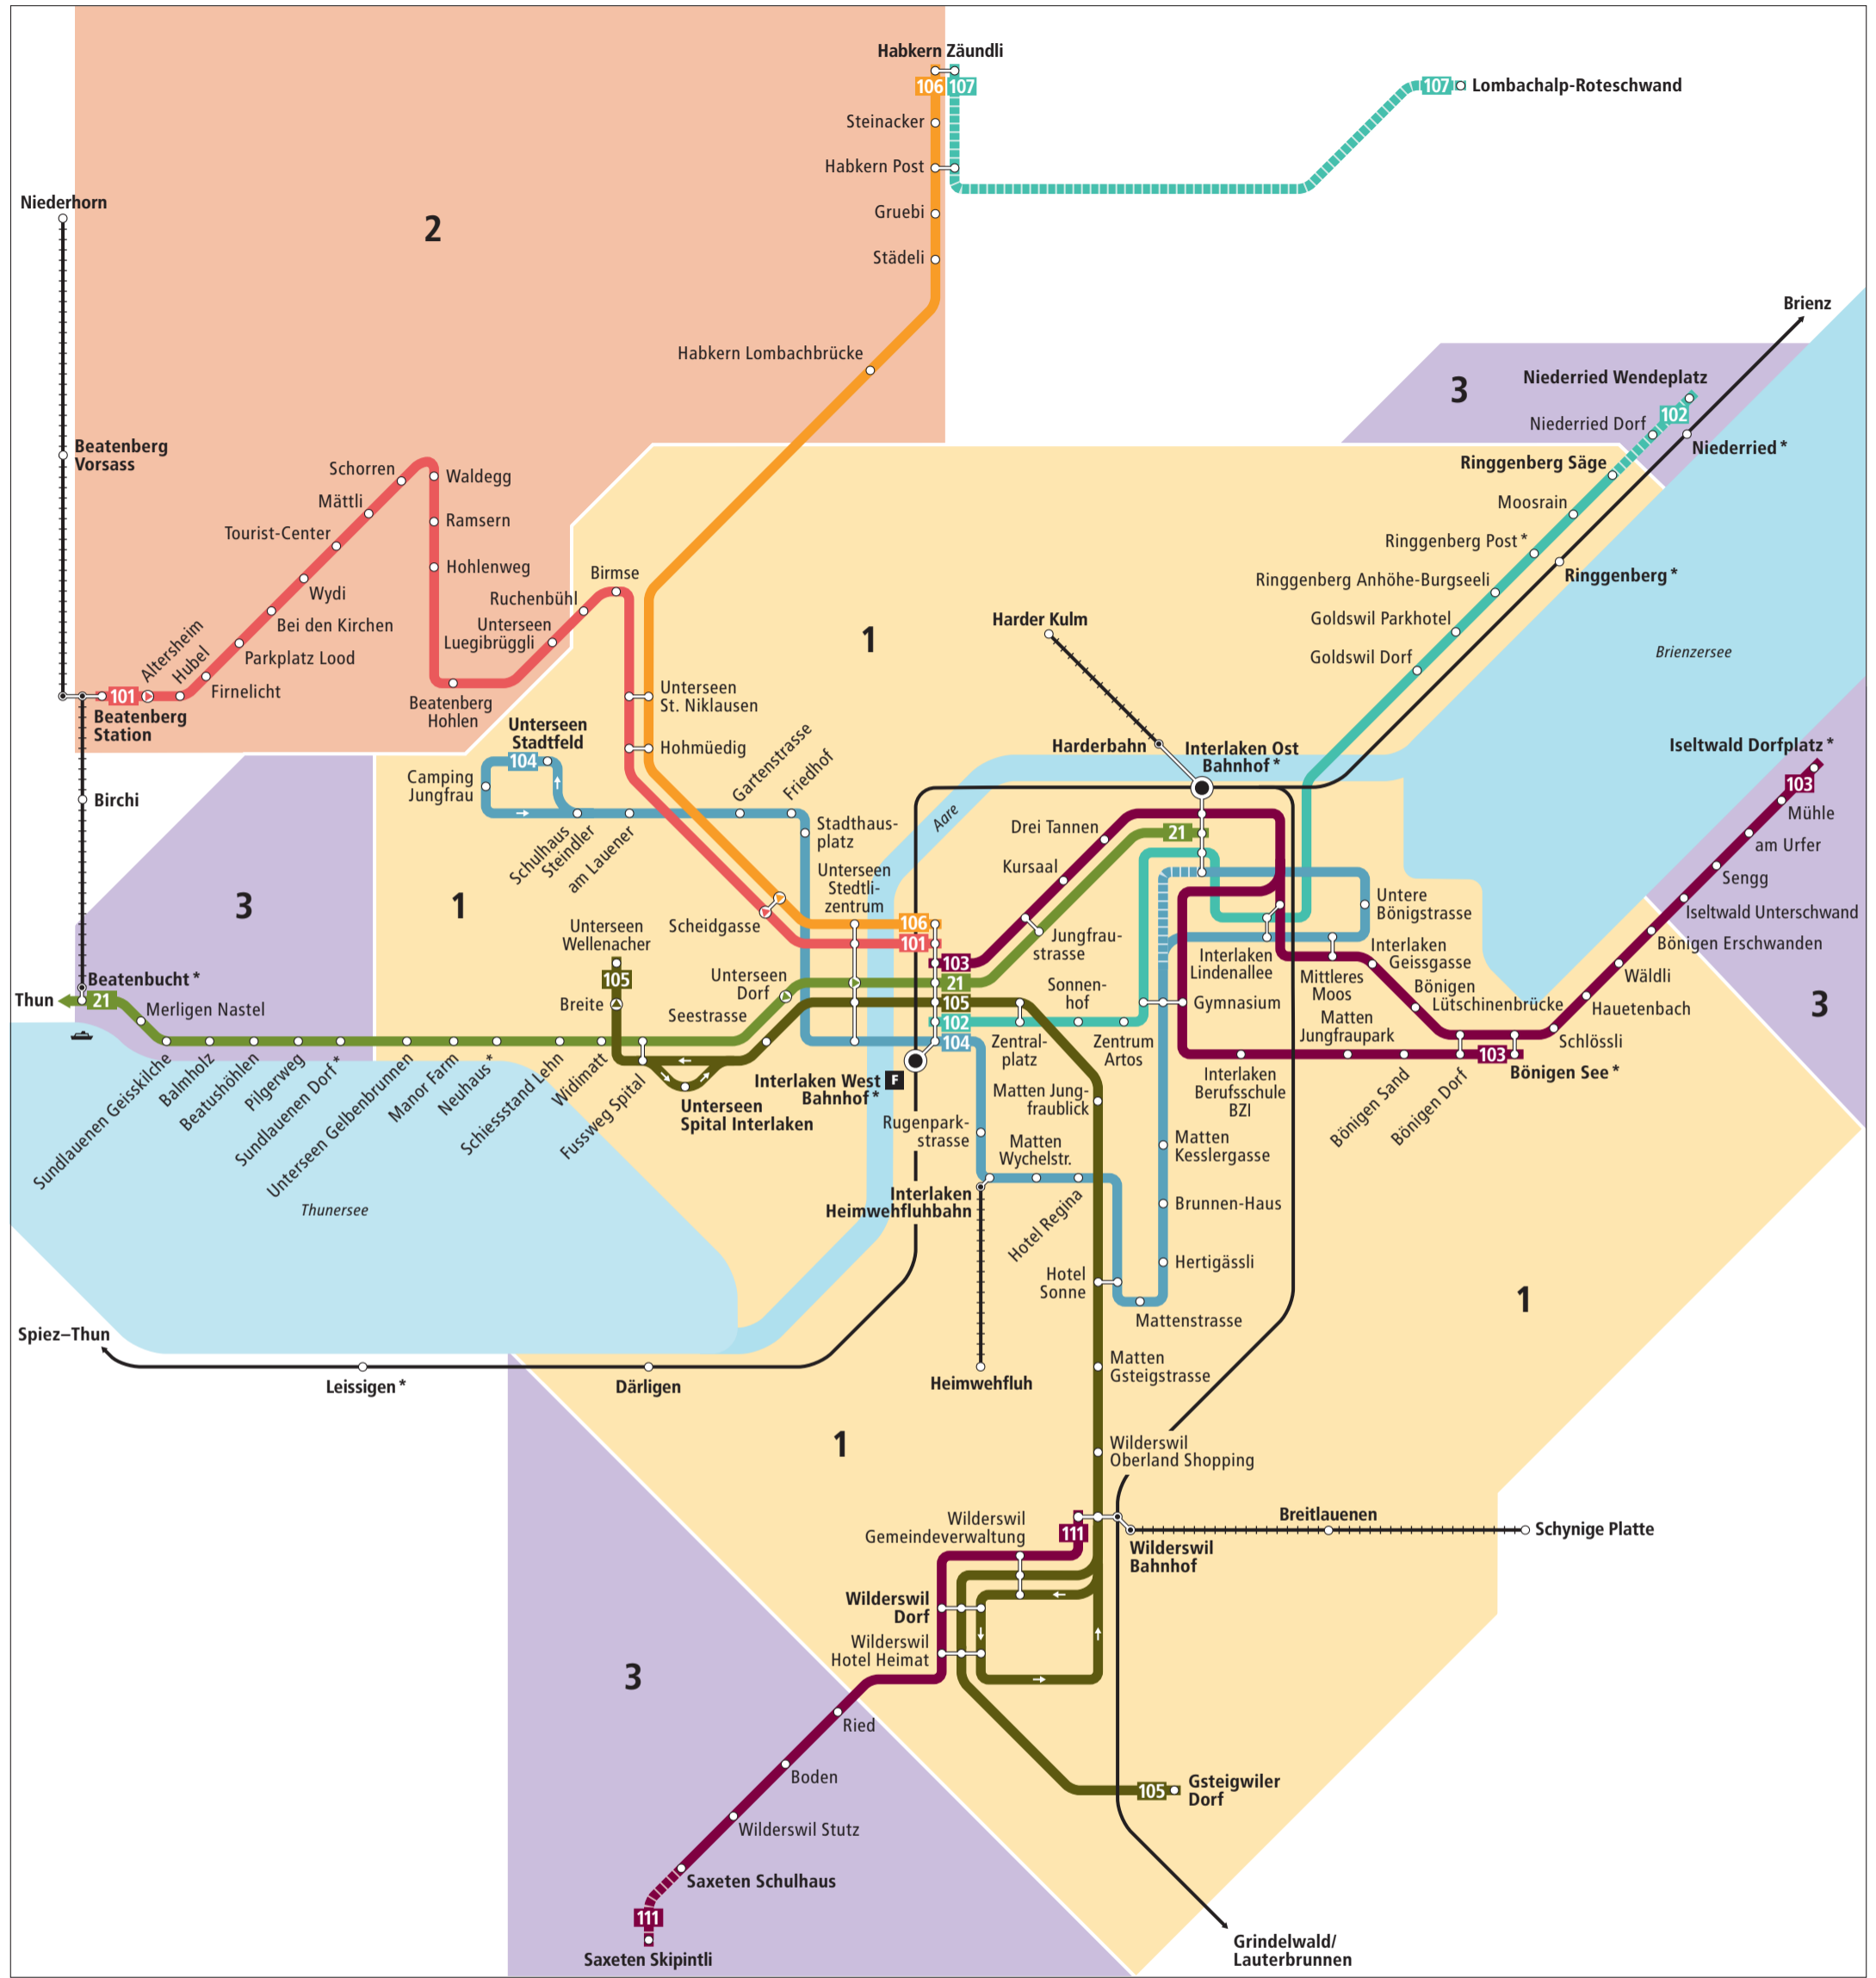 Habkern Zäundli
106
107
107
Lombachalp-Roteschwand
Steinacker
Habkern Post
Gruebi
Städeli
Niederhorn
2
Brienz
Habkern Lombachbrücke
3
Niederried Wendeplatz
102
Niederried Dorf
Niederried *
Beatenberg
Vorsass
Ringgenberg Säge
Schorren
Waldegg
Mättli
Moosrain
Ramsern
Tourist-Center
Ringgenberg Post *
Hohlenweg
Birmse
Ringgenberg *
Ringgenberg Anhöhe-Burgseeli
Wydi
Ruchenbühl
Bei den Kirchen
Unterseen
Luegibrüggli
Harder Kulm
Goldswil Parkhotel
1
Altersheim
Hubel
Parkplatz Lood
Goldswil Dorf
Brienzersee
Firnelicht
101
Beatenberg
Station
Beatenberg
Hohlen
Unterseen
St. Niklausen
Unterseen
Stadtfeld
Hohmüedig
Harderbahn
Interlaken Ost
Bahnhof *
Iseltwald Dorfplatz *
104
Camping
Jungfrau
Gartenstrasse
Friedhof
103
Birchi
Mühle
Aare
Drei Tannen
21
Stadthaus-
platz
Schulhaus
Steindler
am Lauener
am Urfer
Kursaal
Unterseen
Stedtli-
zentrum
Sengg
Untere
Bönigstrasse
3
1
Iseltwald Unterschwand
Scheidgasse
106
101
Unterseen
Wellenacher
Jungfrau-
strasse
Bönigen Erschwanden
Interlaken
Lindenallee
Interlaken
Geissgasse
103
105
Unterseen
Dorf
21
Mittleres
Moos
Wäldli
Beatenbucht *
Thun
21
Merligen Nastel
Breite
Seestrasse
105
Sonnen-
hof
Gymnasium
Bönigen
Lütschinenbrücke
Hauetenbach
3
102
104
Zentral-
platz
Zentrum
Artos
Matten
Jungfraupark
Schlössli
103
Bönigen See *
Sundlauenen Geisskilche
Balmholz
Beatushöhlen
Pilgerweg
Sundlauenen Dorf *
Unterseen Gelbenbrunnen
Manor Farm
Neuhaus *
Schiessstand Lehn
Widimatt
Fussweg Spital
Unterseen
Spital Interlaken
Interlaken West
Bahnhof *
F
Interlaken
Berufsschule
BZI
Bönigen Sand
Bönigen Dorf
Matten Jung-
fraublick
Rugenpark-
strasse
Matten
Wychelstr.
Matten
Kesslergasse
Thunersee
Interlaken
Heimwehfluhbahn
Hotel Regina
Brunnen-Haus
Hertigässli
Hotel
Sonne
1
Mattenstrasse
Spiez–Thun
Leissigen *
Därligen
Heimwehfluh
Matten
Gsteigstrasse
1
Wilderswil
Oberland Shopping
Wilderswil
Gemeindeverwaltung
111
Breitlauenen
Schynige Platte
Wilderswil
Bahnhof
Wilderswil
Dorf
Wilderswil
Hotel Heimat
3
Ried
Boden
105
Gsteigwiler
Dorf
Wilderswil Stutz
Saxeten Schulhaus
111
Saxeten Skipintli
Grindelwald/
Lauterbrunnen